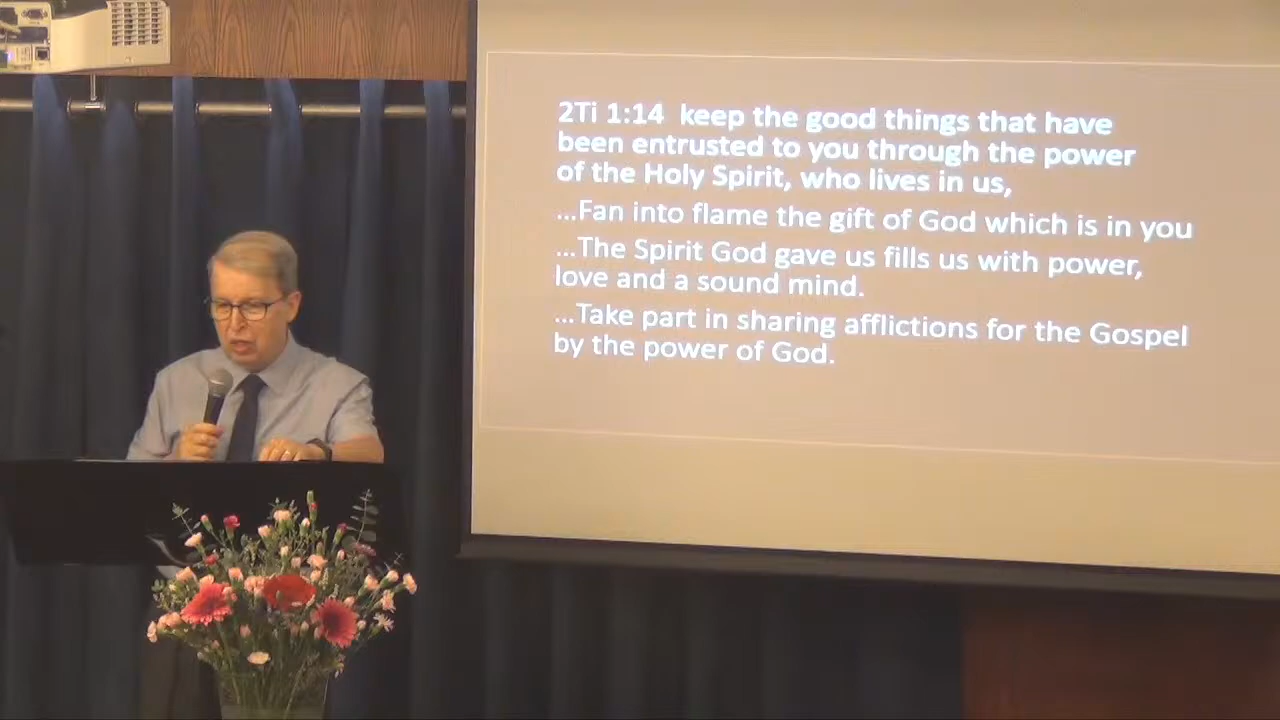 2Ti 1:14  keep the good things that have
been entrusted to you through the power
of the Holy Spirit, who lives in us,
...Fan into flame the gift of God which is in you
...The Spirit God gave us fills us with power,
love and a sound mind.
...Take part in sharing afflictions for the Gospel
by the power of God.